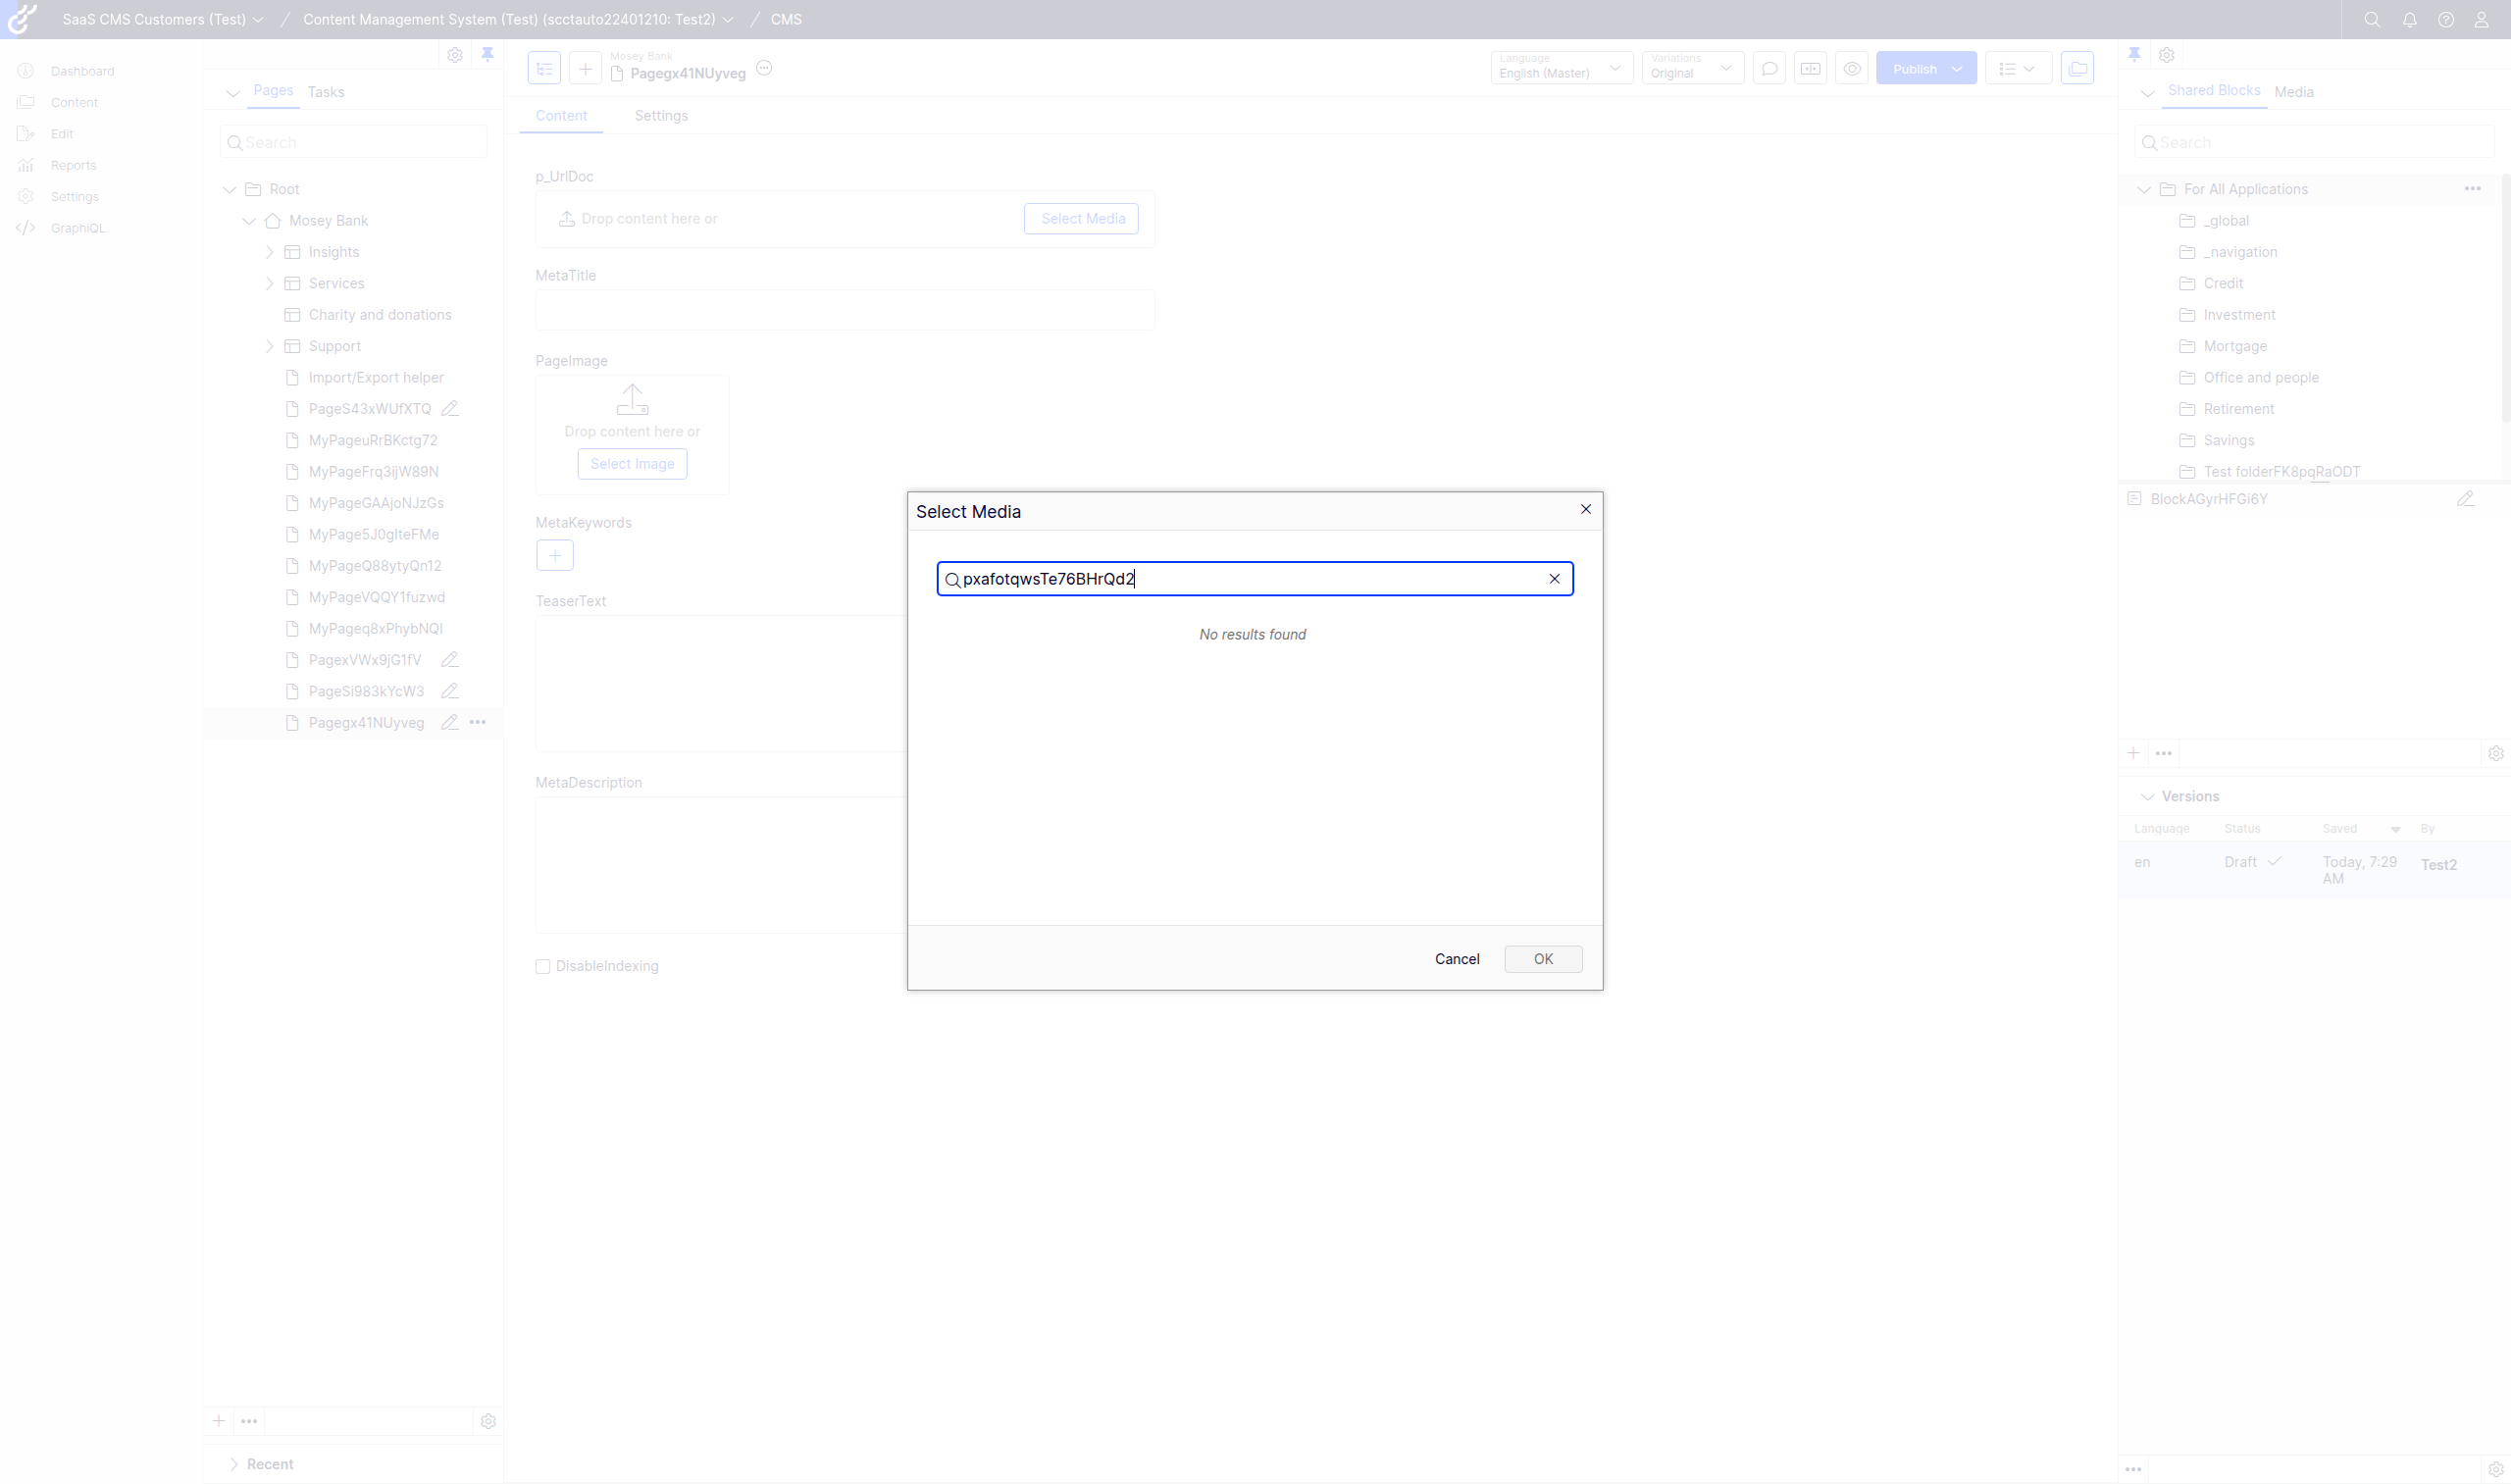 SaaS CMS Customers (Test) / Content Management System (Test) (scctauto22401210: Test2) / CMS
Dashboard
Content
Edit
Reports
Settings
GraphiQL
Pages Tasks
Search
Root
Mosey Bank
Insights
Services
Charity and donations
Support
Import/Export helper
PageS43xWUfXTQ
MyPageuRrBKctg72
MyPageFrq3ijW89N
MyPageGAAjoNJzGs
MyPage5J0glteFMe
MyPageQ88ytyQn12
MyPageVQQY1fuzwd
MyPageq8xPhybNQI
PagexVWx9jG1fV
PageSi983kYcW3
Pagegx41NUyveg
Recent
Mosey Bank
Pagegx41NUyveg
Language
English (Master)
Variations
Original
Publish
Content Settings
p_UrlDoc
Drop content here or Select Media
MetaTitle
PageImage
Drop content here or
Select Image
MetaKeywords
TeaserText
MetaDescription
DisableIndexing
Select Media
pxafotqwsTe76BHrQd2
No results found
Cancel OK
Shared Blocks Media
Search
For All Applications
_global
_navigation
Credit
Investment
Mortgage
Office and people
Retirement
Savings
Test folderFK8pqRaODT
BlockAGyrHFGi6Y
Versions
Language Status Saved By
en Draft Today, 7:29 AM Test2